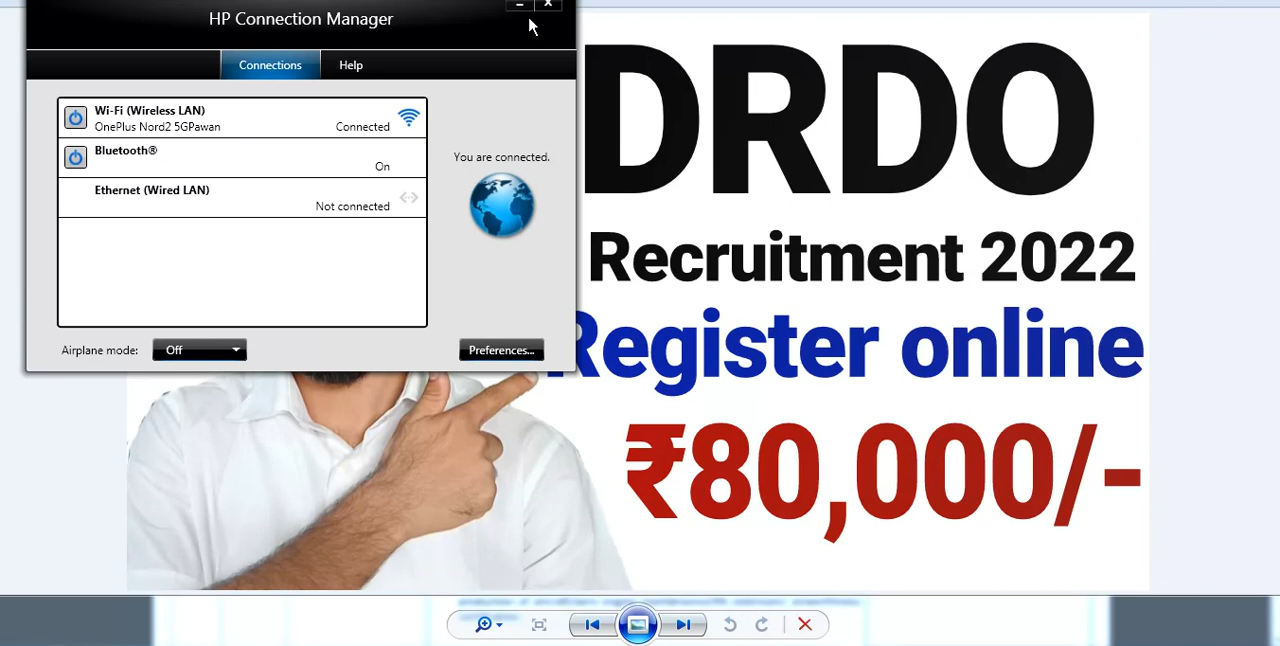 HP Connection Manager
Connections
Help
Wi-Fi (Wireless LAN)
OnePlus Nord2 5GPawan
Connected
Bluetooth®
On
Ethernet (Wired LAN)
Not connected
You are connected.
Airplane mode:
Off
Preferences...
DRDO
Recruitment 2022
Register online
₹80,000/-